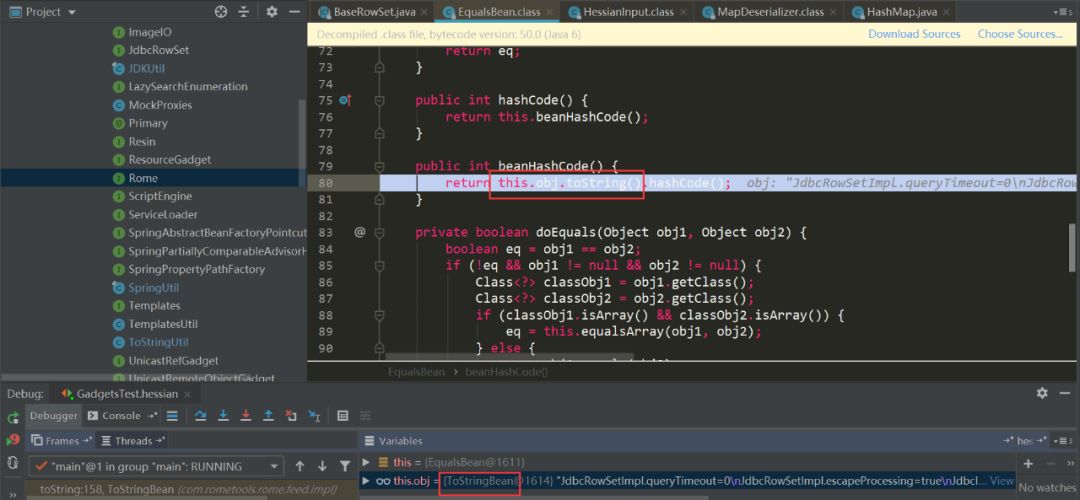 Project
BaseRowSet.java
EqualsBean.class
HessianInput.class
MapDeserializer.class
HashMap.java
ImageIO
JdbcRowSet
JDKUtil
LazySearchEnumeration
MockProxies
Primary
Resin
ResourceGadget
Rome
ScriptEngine
ServiceLoader
SpringAbstractBeanFactoryPointcut
SpringPartiallyComparableAdvisorH
SpringPropertyPathFactory
SpringUtil
Templates
TemplatesUtil
ToStringUtil
UnicastRefGadget
UnicastRemoteObjectGadget
Decompiled .class file, bytecode version: 50.0 (Java 6)
Download Sources
Choose Sources...
72 return eq;
73 }
74
75 public int hashCode() {
76 return this.beanHashCode();
77 }
78
79 public int beanHashCode() {
80 return this.obj.toString().hashCode(); obj: "JdbcRowSetImpl.queryTimeout=0\nJdbcRow
81 }
82
83 @ private boolean doEquals(Object obj1, Object obj2) {
84 boolean eq = obj1 == obj2;
85 if (!eq && obj1 != null && obj2 != null) {
86 Class<?> classObj1 = obj1.getClass();
87 Class<?> classObj2 = obj2.getClass();
88 if (classObj1.isArray() && classObj2.isArray()) {
89 eq = this.equalsArray(obj1, obj2);
90 } else {
EqualsBean › beanHashCode()
Debug: GadgetsTest.hessian
Debugger Console
Frames Threads
"main"@1 in group "main": RUNNING
toString:158, ToStringBean (com.rometools.rome.feed.impl)
Variables
hes
this = {EqualsBean@1611}
this.obj = {ToStringBean@1614} "JdbcRowSetImpl.queryTimeout=0\nJdbcRowSetImpl.escapeProcessing=true\nJdbcl... View
No watches